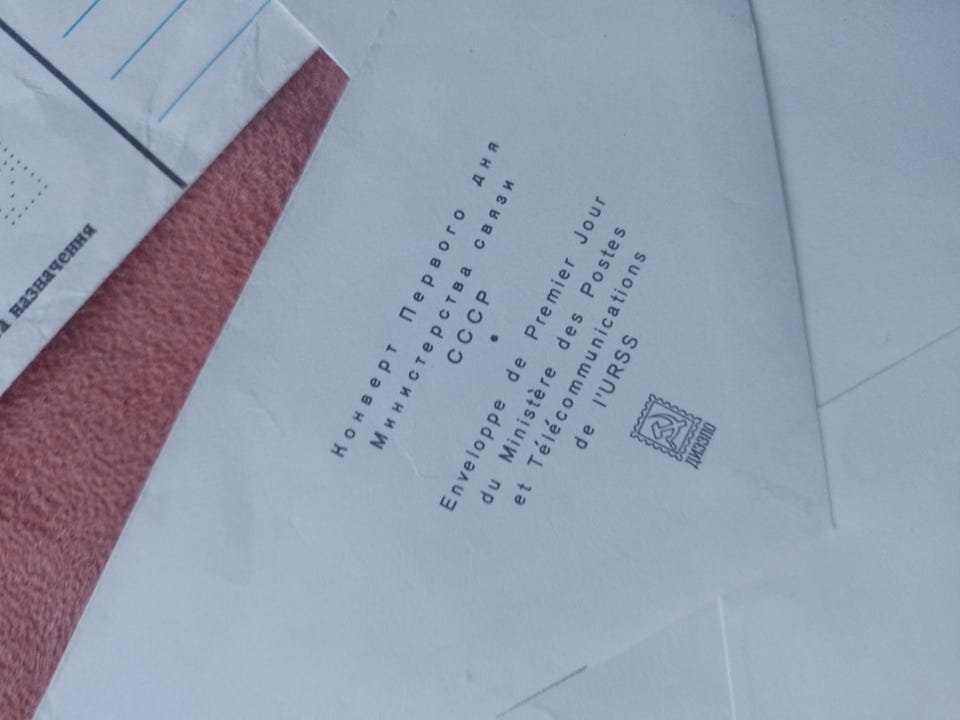 Конверт Первого дня
Министерства связи
СССР
•
Enveloppe de Premier Jour
du Ministère des Postes
et Télécommunications
de l'URSS
ДИЭЗПО
а назначения